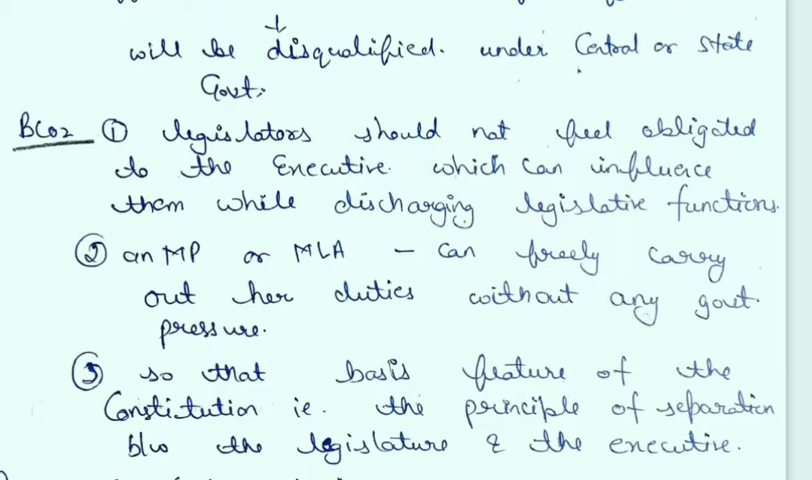 will be disqualified. under Central or State
Govt.
BCoz ① legislators should not feel obligated
to the Executive which can influence
them while discharging legislative functions.
② an MP or MLA - can freely carry
out her duties without any govt.
pressure.
③ so that basis feature of the
Constitution ie. the principle of separation
b/w the legislature & the executive.